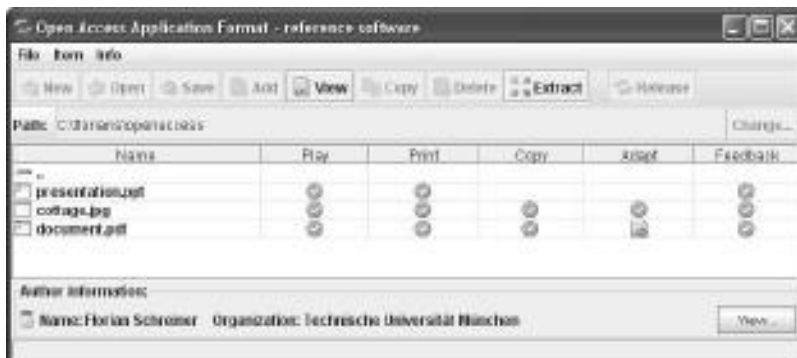 Open Access Application Format - reference software
File Item Info
New Open Save Add View Copy Delete Extract Release
Path: C:\florians\openaccess Change...
Name Play Print Copy Adapt Feedback
..
presentation.ppt
cottage.jpg
document.pdf
Author information:
Name: Florian Schreiner Organization: Technische Universität München View...